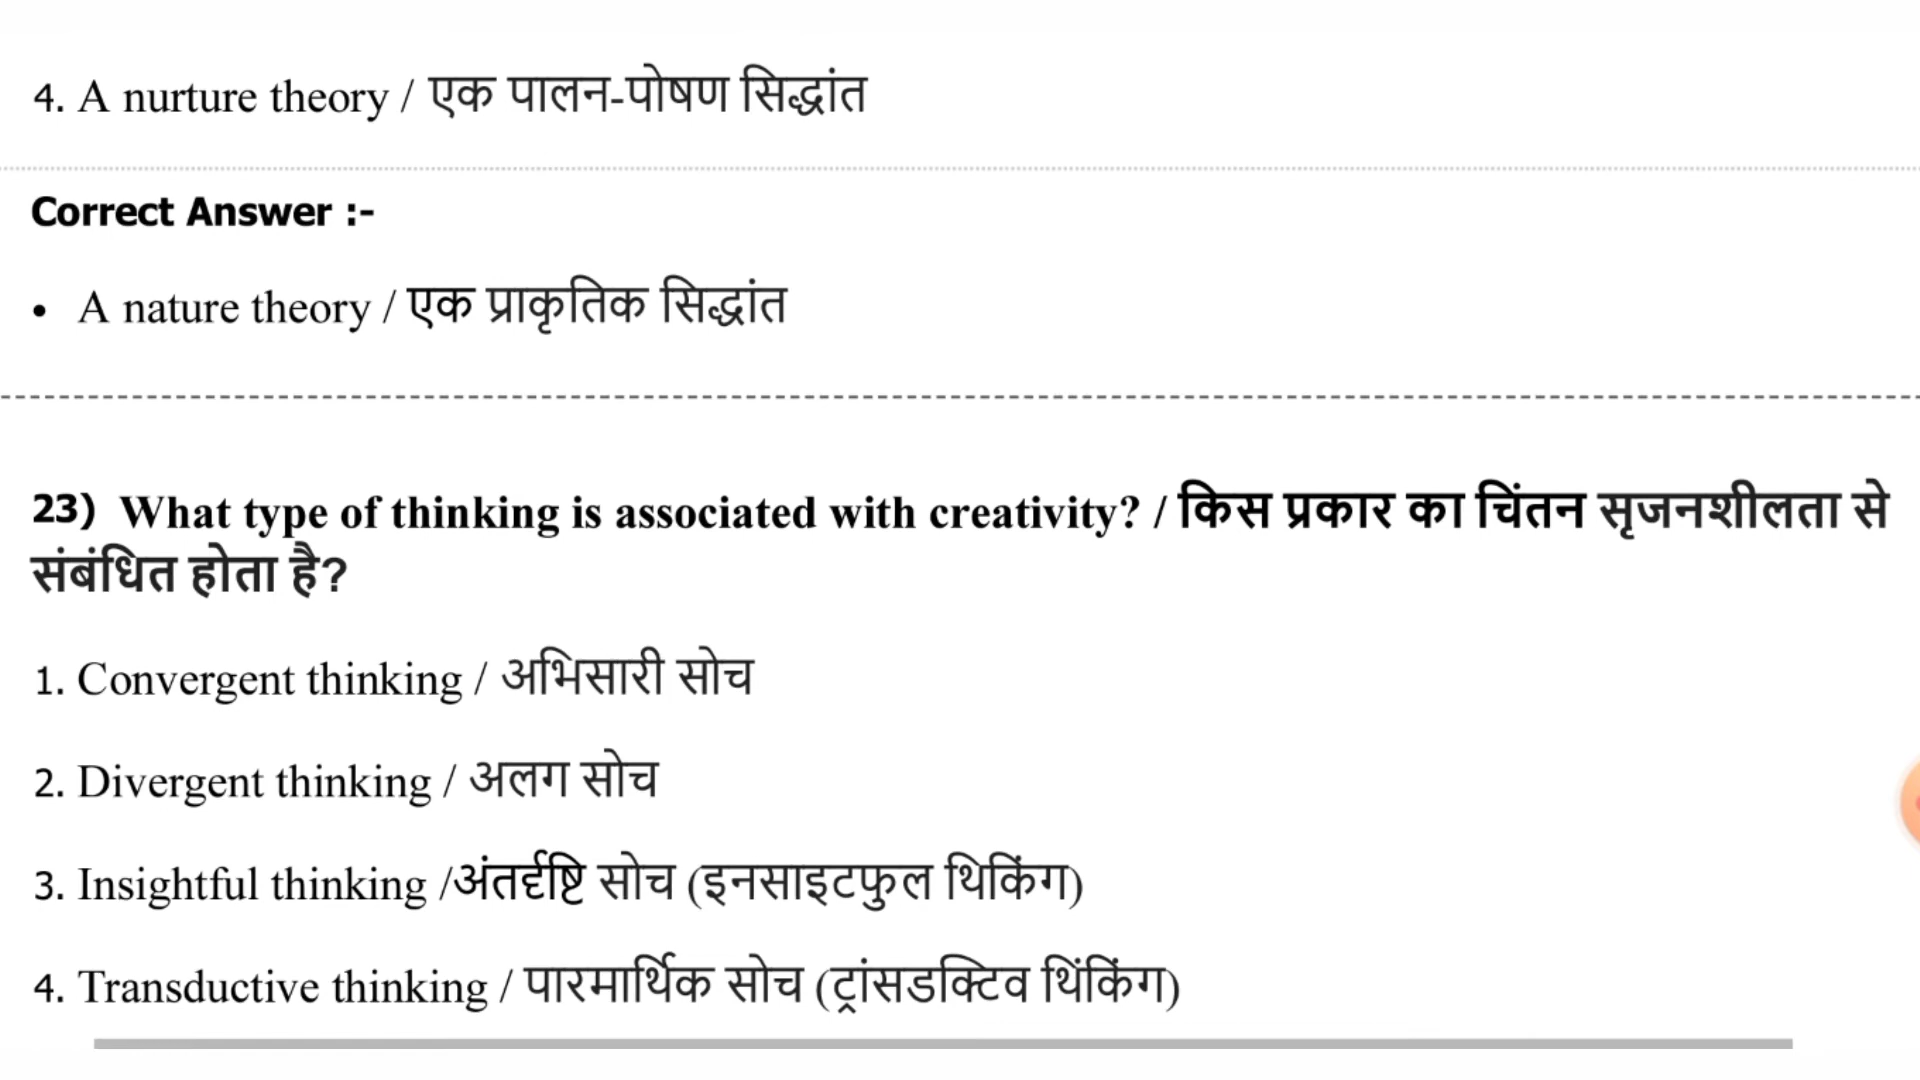 4. A nurture theory / एक पालन-पोषण सिद्धांत
Correct Answer :-
• A nature theory / एक प्राकृतिक सिद्धांत
23) What type of thinking is associated with creativity? / किस प्रकार का चिंतन सृजनशीलता से
संबंधित होता है?
1. Convergent thinking / अभिसारी सोच
2. Divergent thinking / अलग सोच
3. Insightful thinking /अंतर्दृष्टि सोच (इनसाइटफुल थिकिंग)
4. Transductive thinking / पारमार्थिक सोच (ट्रांसडक्टिव थिंकिंग)